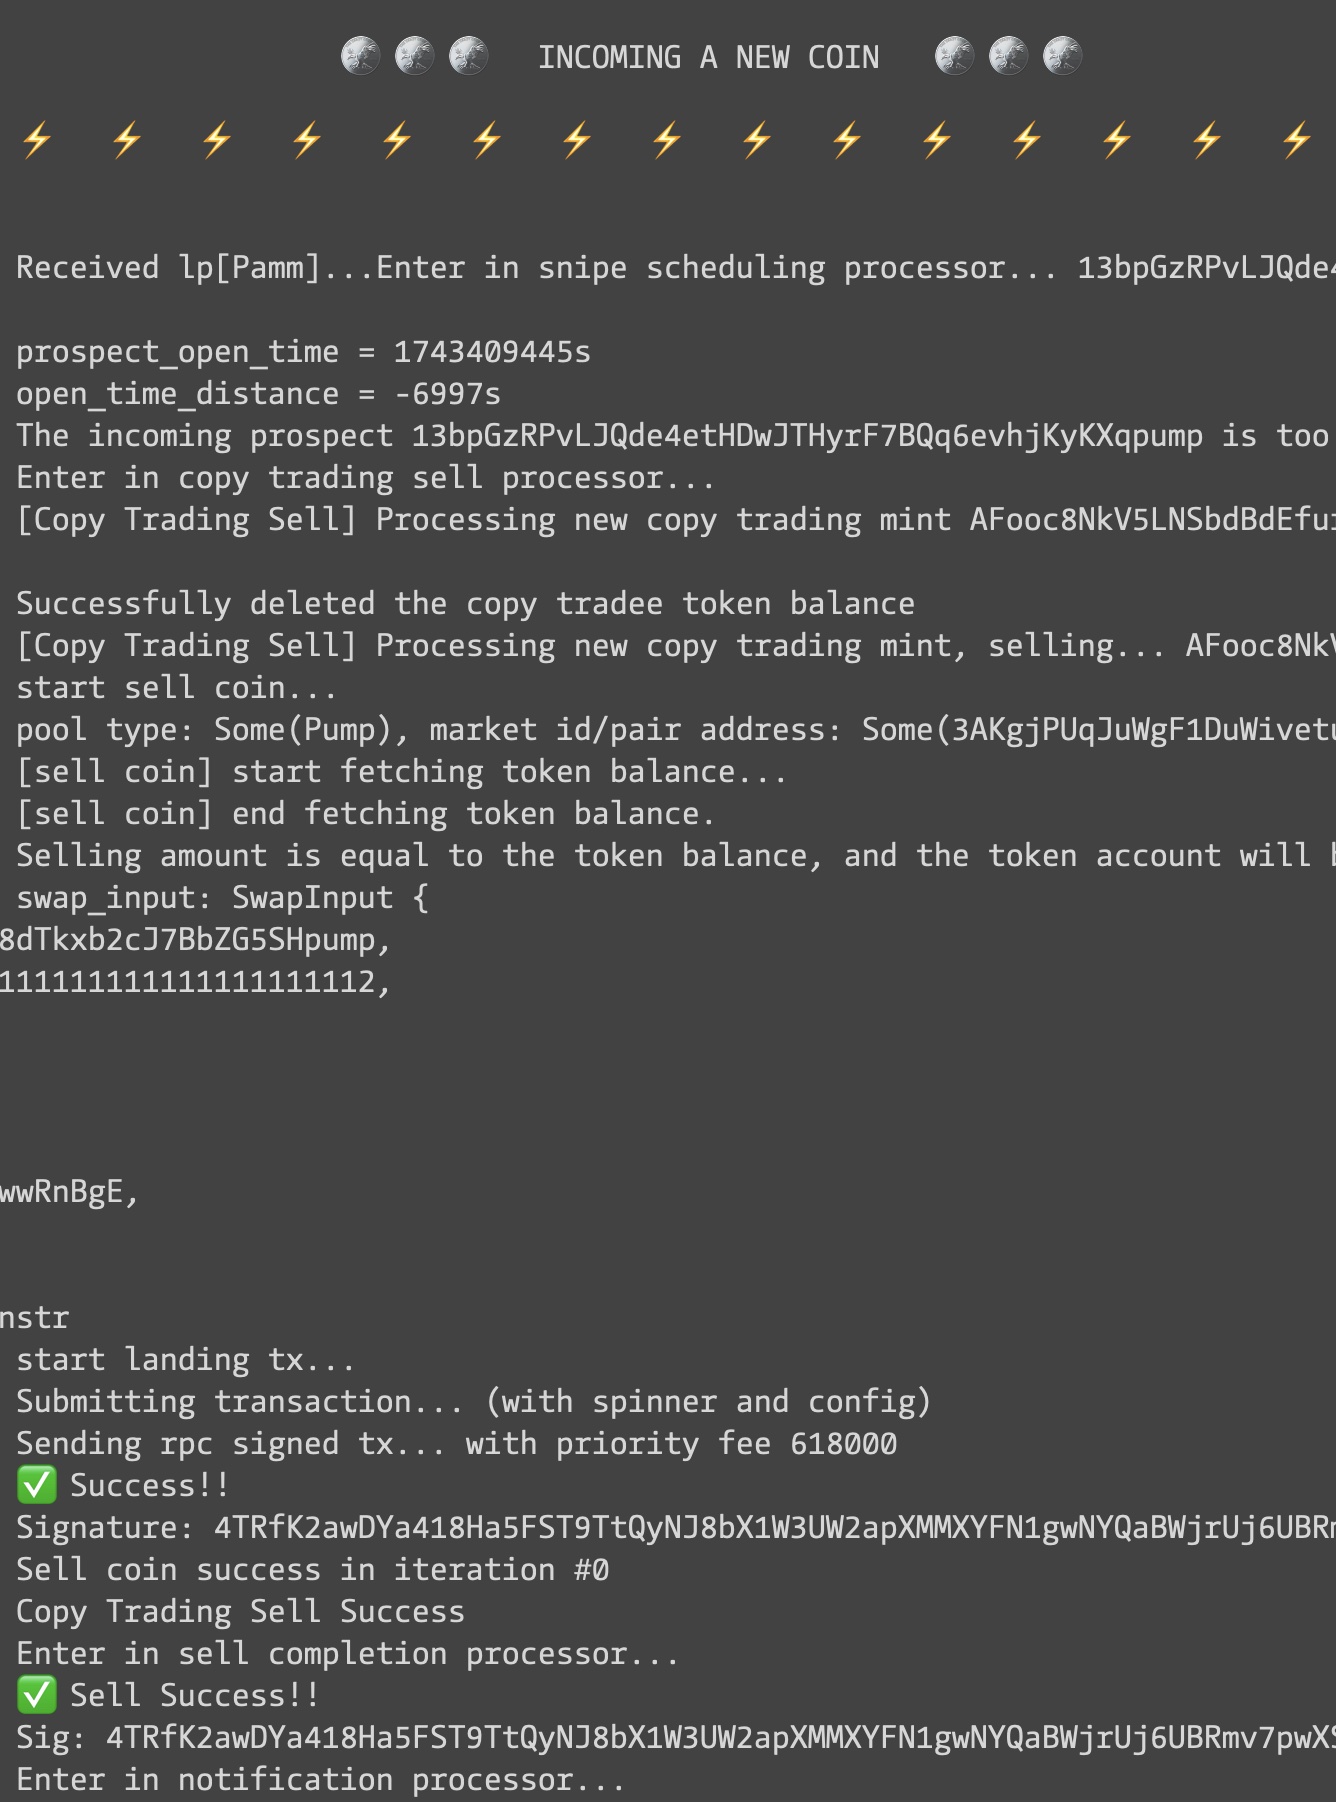 INCOMING A NEW COIN
Received lp[Pamm]...Enter in snipe scheduling processor... 13bpGzRPvLJQde4
prospect_open_time = 1743409445s
open_time_distance = -6997s
The incoming prospect 13bpGzRPvLJQde4etHDwJTHyrF7BQq6evhjKyKXqpump is too
Enter in copy trading sell processor...
[Copy Trading Sell] Processing new copy trading mint AFooc8NkV5LNSbdBdEfui
Successfully deleted the copy tradee token balance
[Copy Trading Sell] Processing new copy trading mint, selling... AFooc8NkV
start sell coin...
pool type: Some(Pump), market id/pair address: Some(3AKgjPUqJuWgF1DuWivetu
[sell coin] start fetching token balance...
[sell coin] end fetching token balance.
Selling amount is equal to the token balance, and the token account will b
swap_input: SwapInput {
8dTkxb2cJ7BbZG5SHpump,
111111111111111111112,
wwRnBgE,
nstr
start landing tx...
Submitting transaction... (with spinner and config)
Sending rpc signed tx... with priority fee 618000
✅ Success!!
Signature: 4TRfK2awDYa418Ha5FST9TtQyNJ8bX1W3UW2apXMMXYFN1gwNYQaBWjrUj6UBRm
Sell coin success in iteration #0
Copy Trading Sell Success
Enter in sell completion processor...
✅ Sell Success!!
Sig: 4TRfK2awDYa418Ha5FST9TtQyNJ8bX1W3UW2apXMMXYFN1gwNYQaBWjrUj6UBRmv7pwXS
Enter in notification processor...